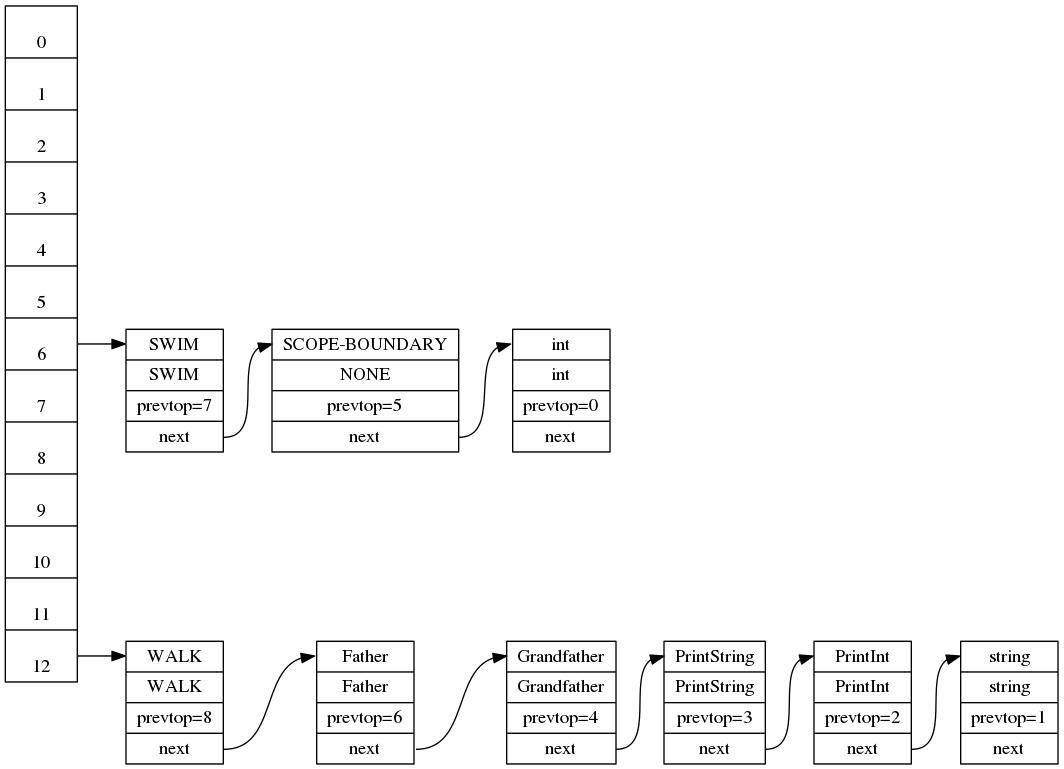 0
1
2
3
4
5
6
7
8
9
10
11
12
SWIM
SWIM
prevtop=7
next
SCOPE-BOUNDARY
NONE
prevtop=5
next
int
int
prevtop=0
next
WALK
WALK
prevtop=8
next
Father
Father
prevtop=6
next
Grandfather
Grandfather
prevtop=4
next
PrintString
PrintString
prevtop=3
next
PrintInt
PrintInt
prevtop=2
next
string
string
prevtop=1
next